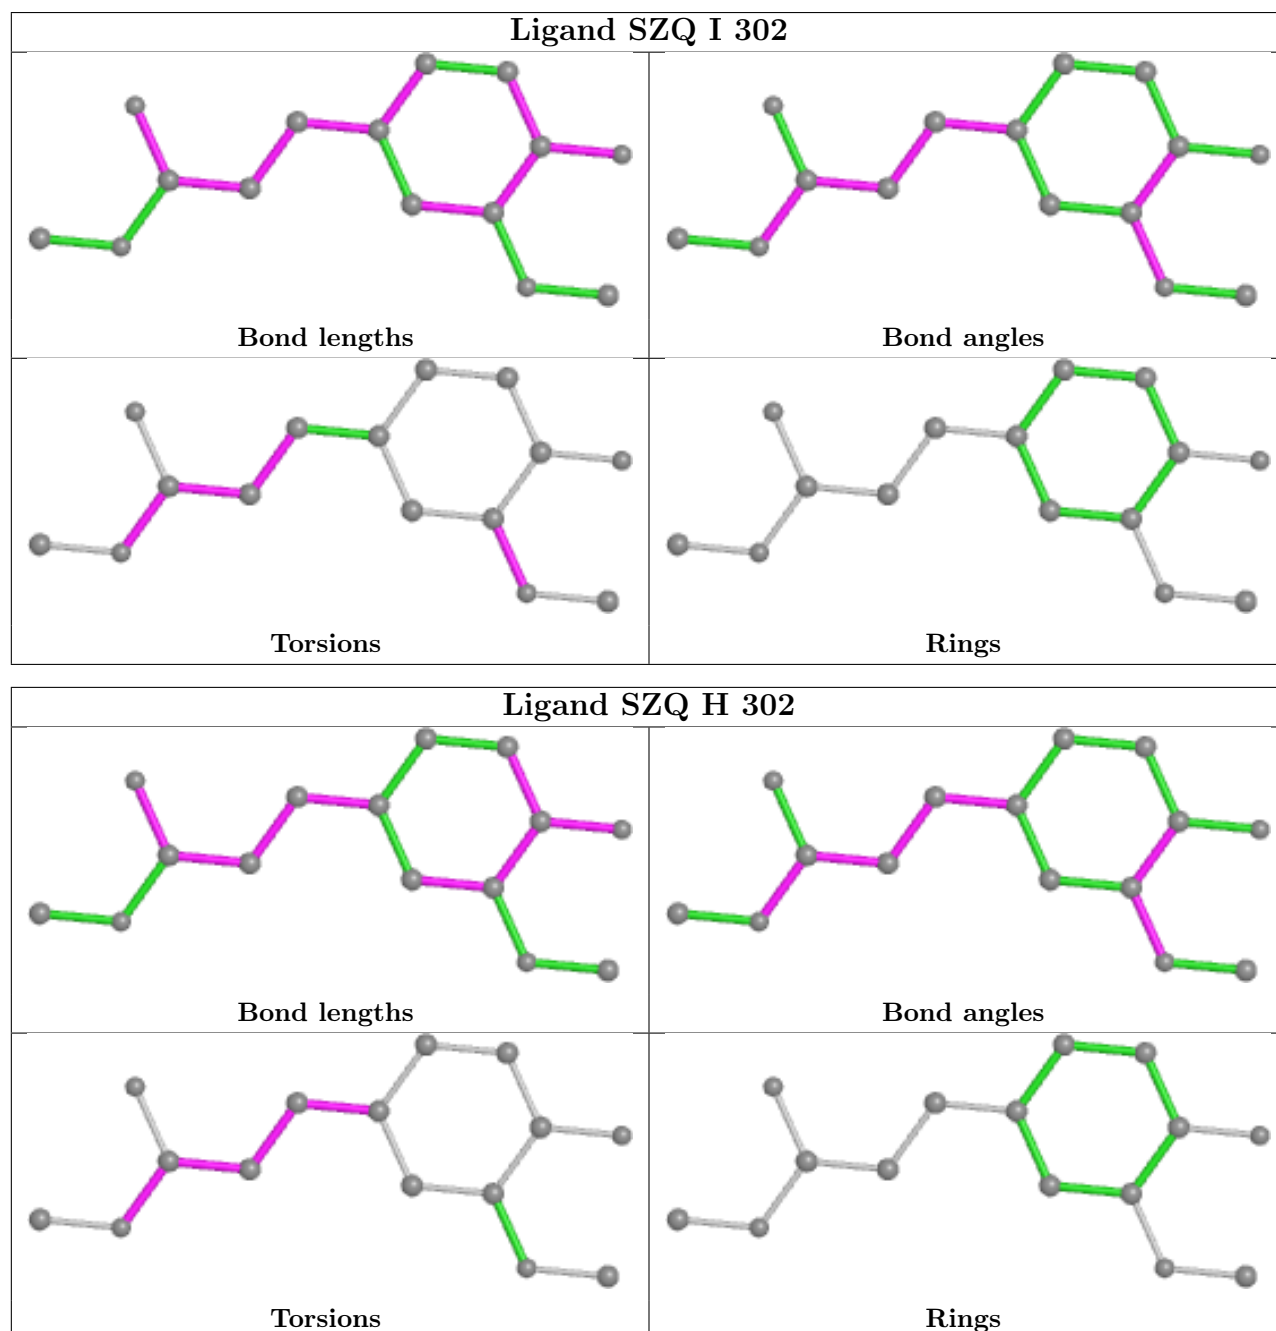 Ligand SZQ I 302
Bond lengths
Bond angles
Torsions
Rings
Ligand SZQ H 302
Bond lengths
Bond angles
Torsions
Rings